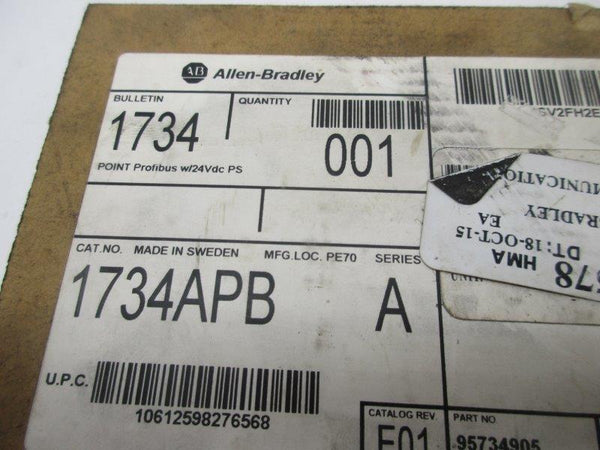 AB Allen-Bradley
BULLETIN QUANTITY
1734 001
POINT Profibus w/24Vdc PS
CAT.NO. MADE IN SWEDEN MFG.LOC. PE70 SERIES
1734APB A
U.P.C.
10612598276568
CATALOG REV. PART NO.
F01 95734905
SV2FH2E
HMA
DT: 18-OCT-15
EA